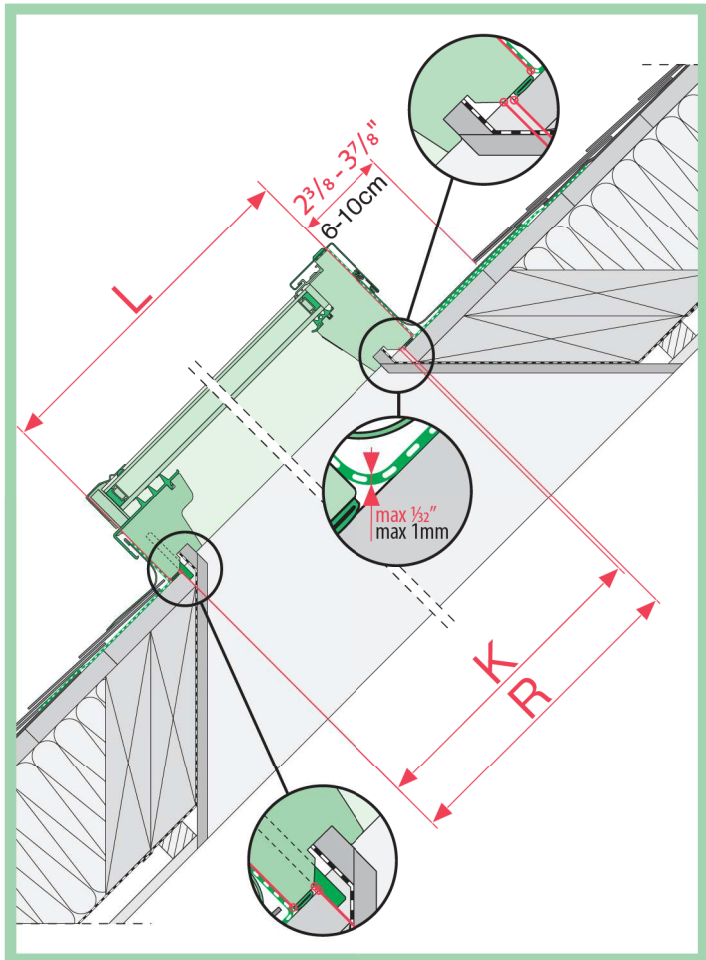 2³/₈ - 3⁷/₈"
6-10cm
L
max ¹⁄₃₂"
max 1mm
K
R